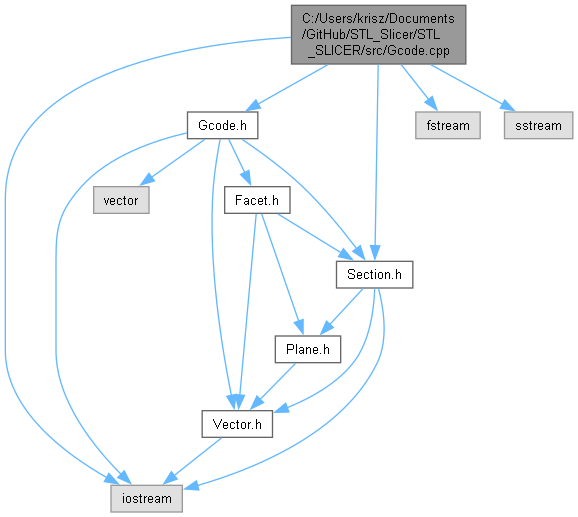 C:/Users/krisz/Documents
/GitHub/STL_Slicer/STL
_SLICER/src/Gcode.cpp
Gcode.h
fstream
sstream
vector
Facet.h
Section.h
Plane.h
Vector.h
iostream